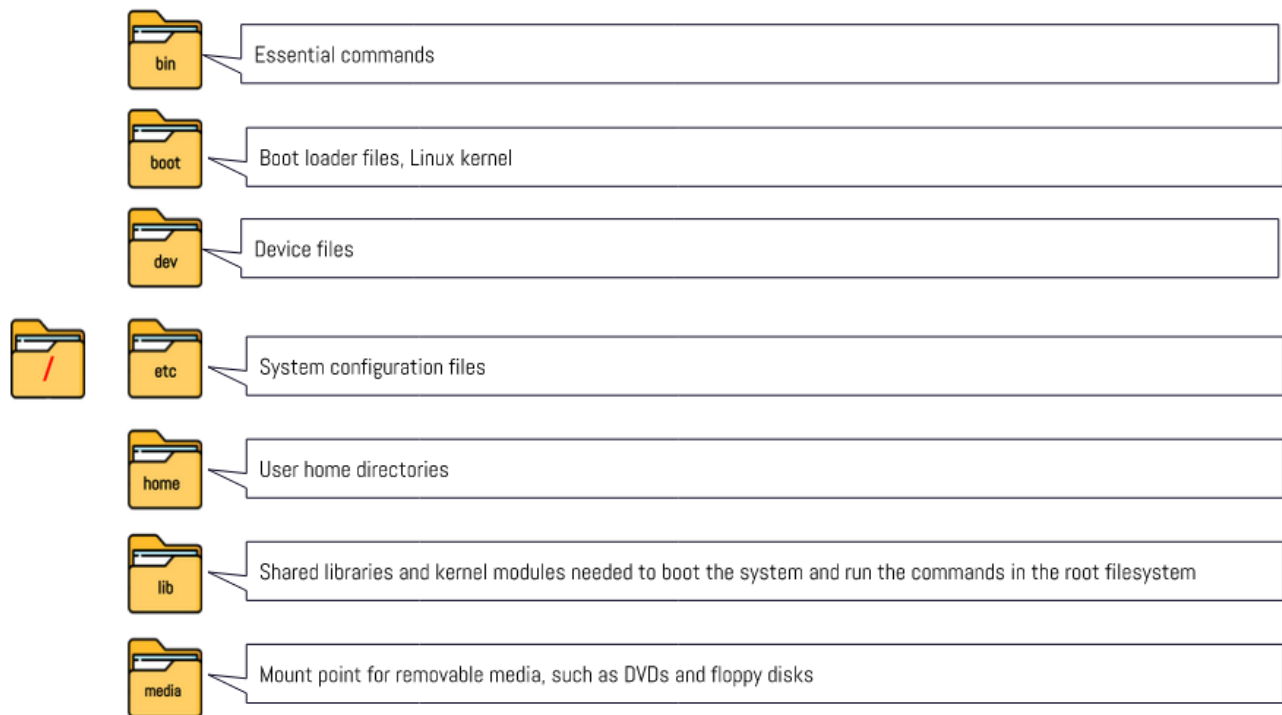 bin
Essential commands
boot
Boot loader files, Linux kernel
dev
Device files
/
etc
System configuration files
home
User home directories
lib
Shared libraries and kernel modules needed to boot the system and run the commands in the root filesystem
media
Mount point for removable media, such as DVDs and floppy disks